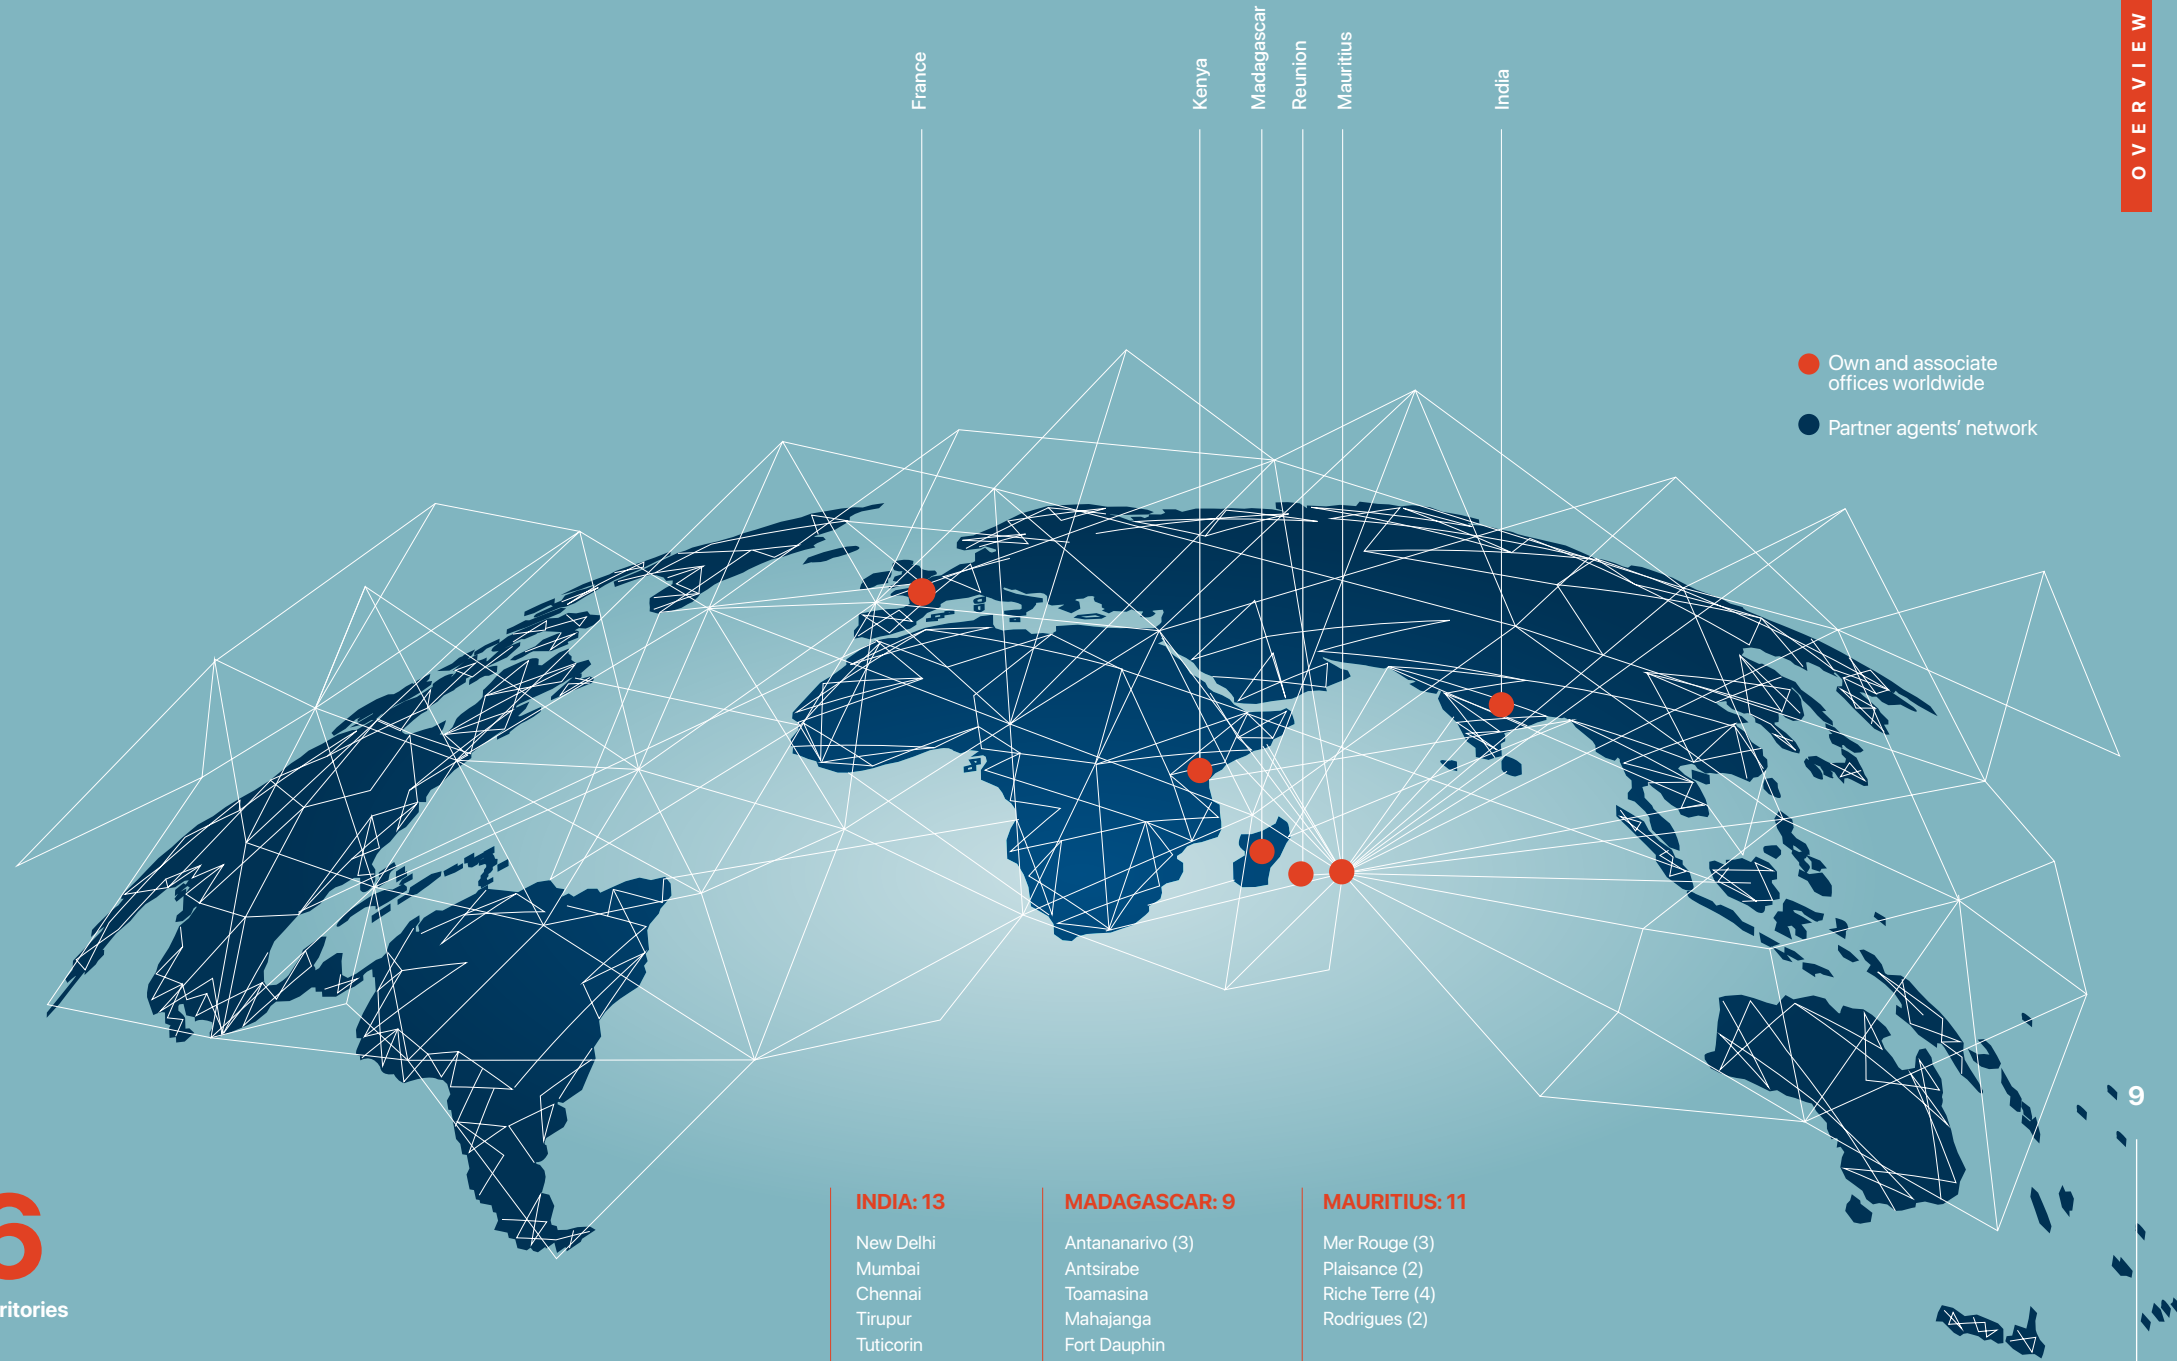 France
Kenya
Madagascar
Reunion
Mauritius
India
OVERVIEW
Own and associate
offices worldwide
Partner agents’ network
9
6
ritories
INDIA: 13
New Delhi
Mumbai
Chennai
Tirupur
Tuticorin
MADAGASCAR: 9
Antananarivo (3)
Antsirabe
Toamasina
Mahajanga
Fort Dauphin
MAURITIUS: 11
Mer Rouge (3)
Plaisance (2)
Riche Terre (4)
Rodrigues (2)